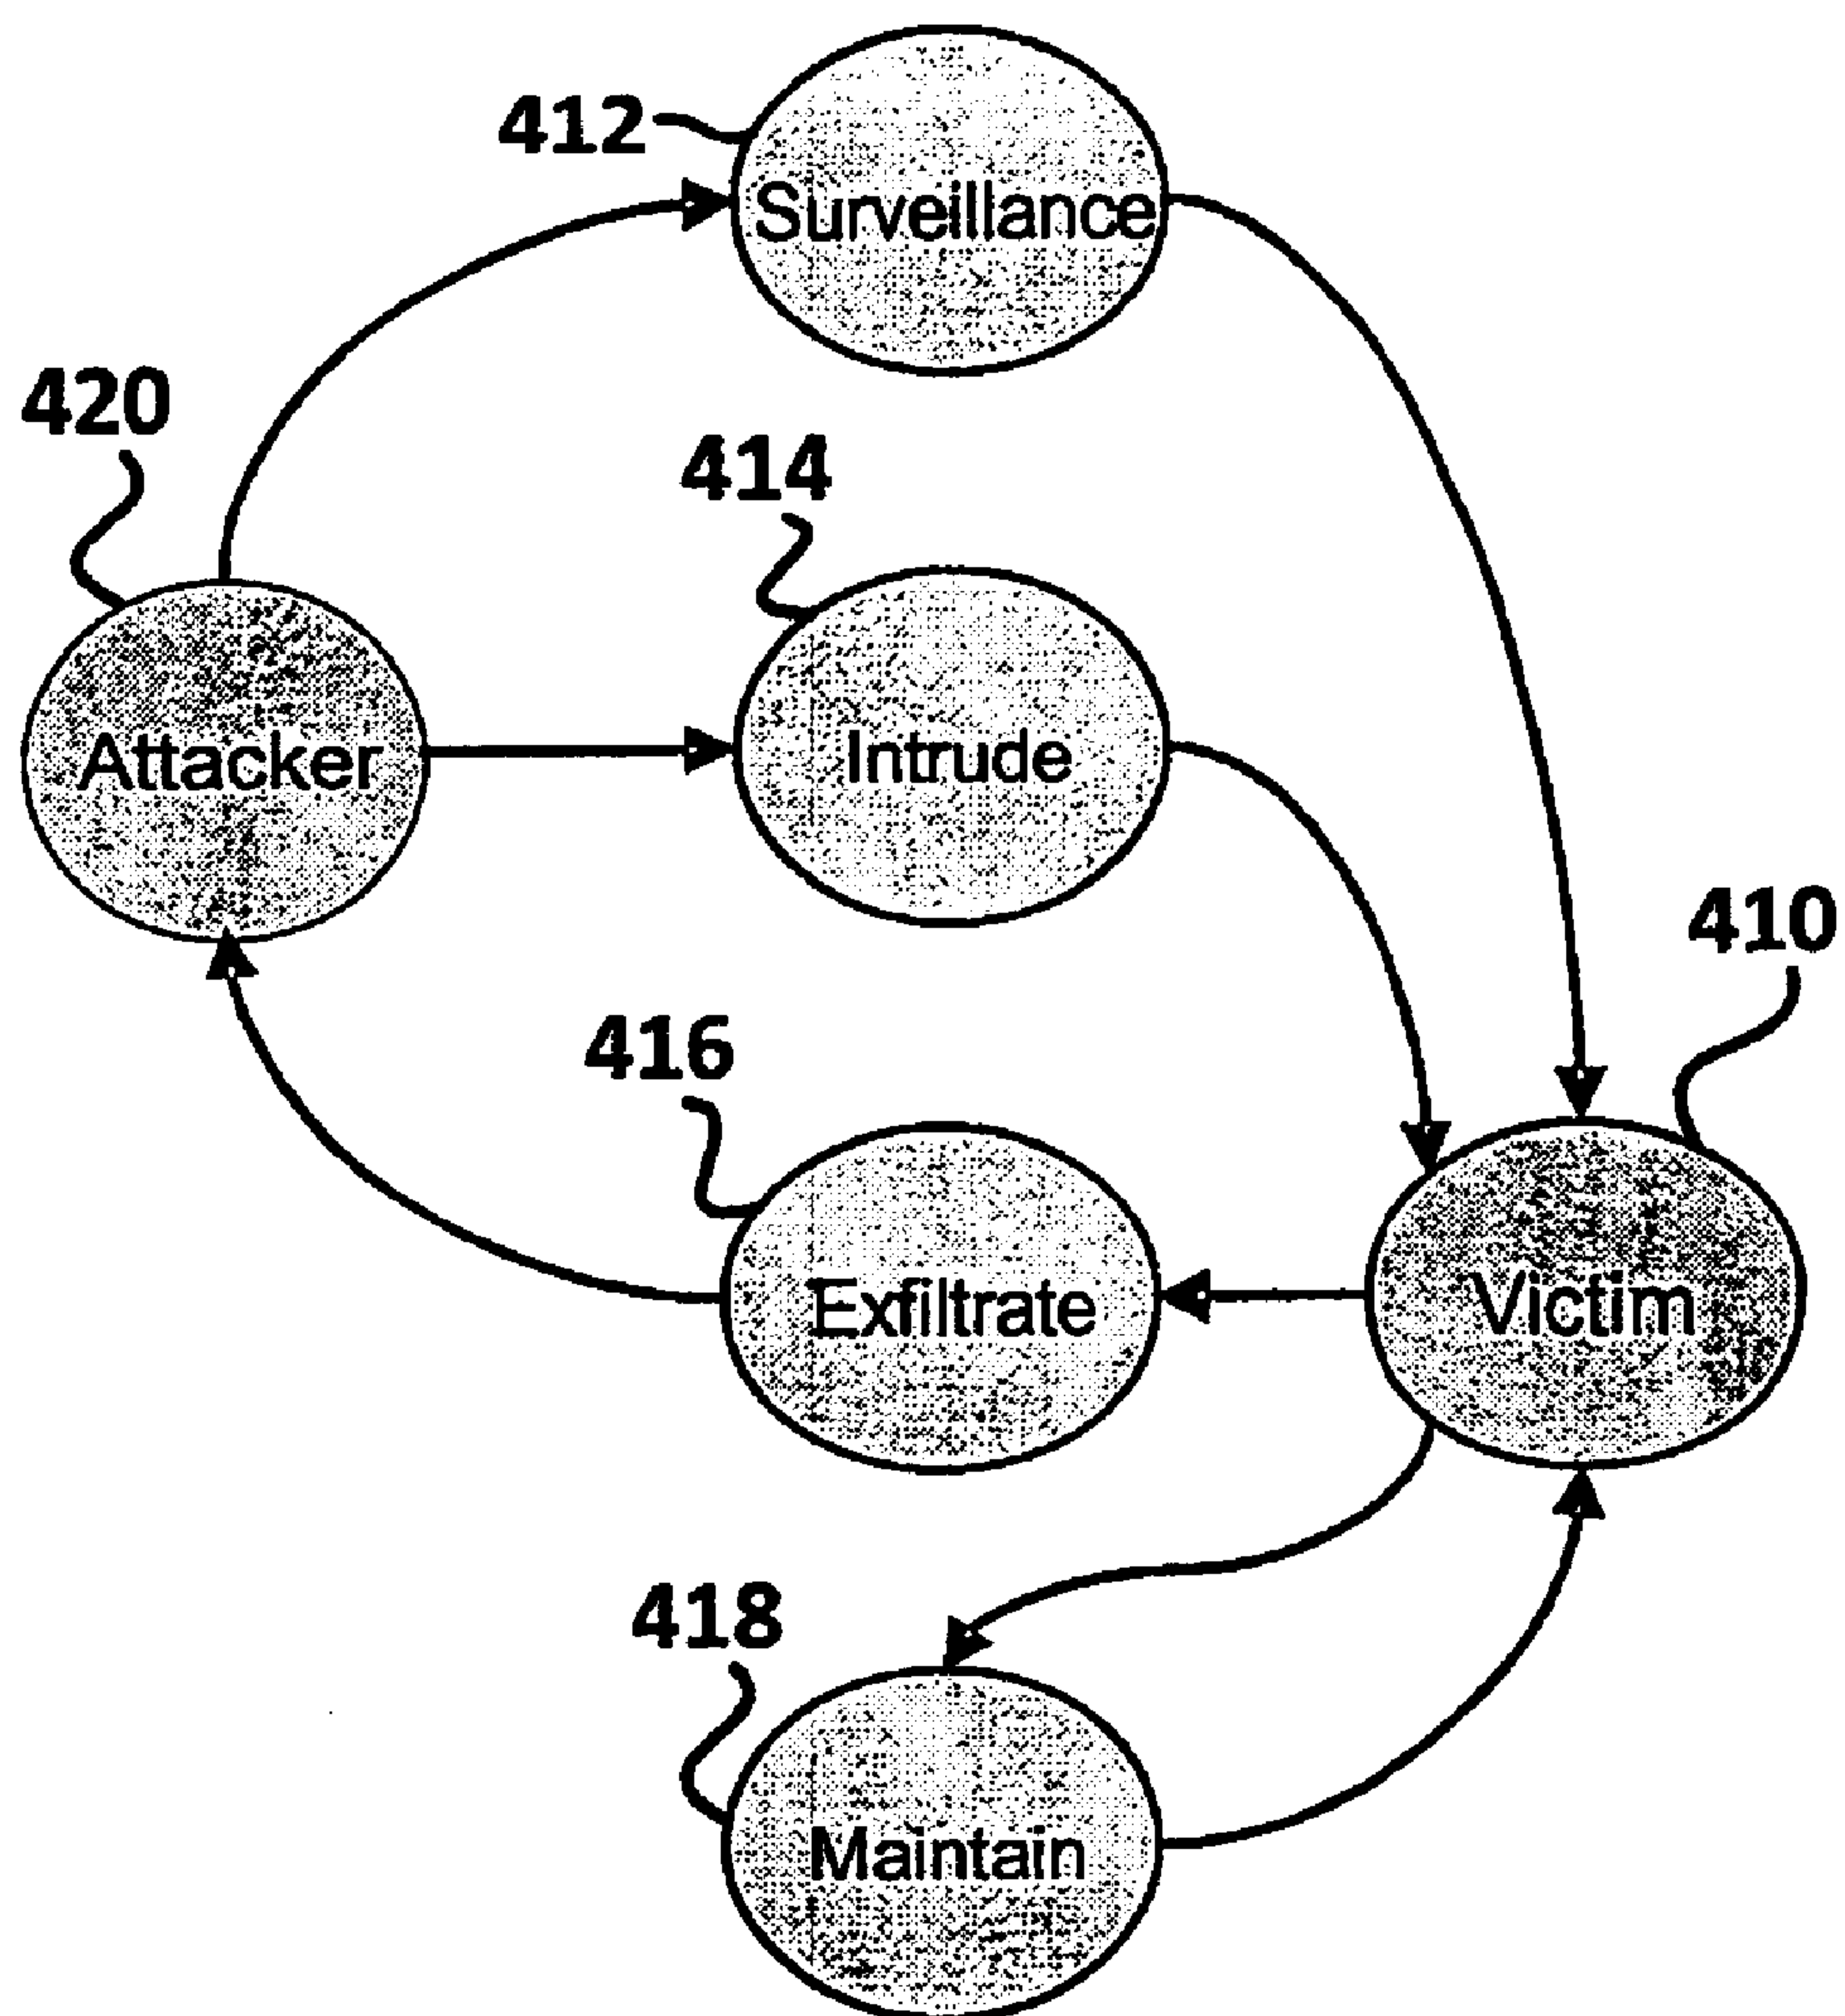 412
Surveillance
420
414
Attacker
Intrude
410
416
Exfiltrate
Victim
418
Maintain